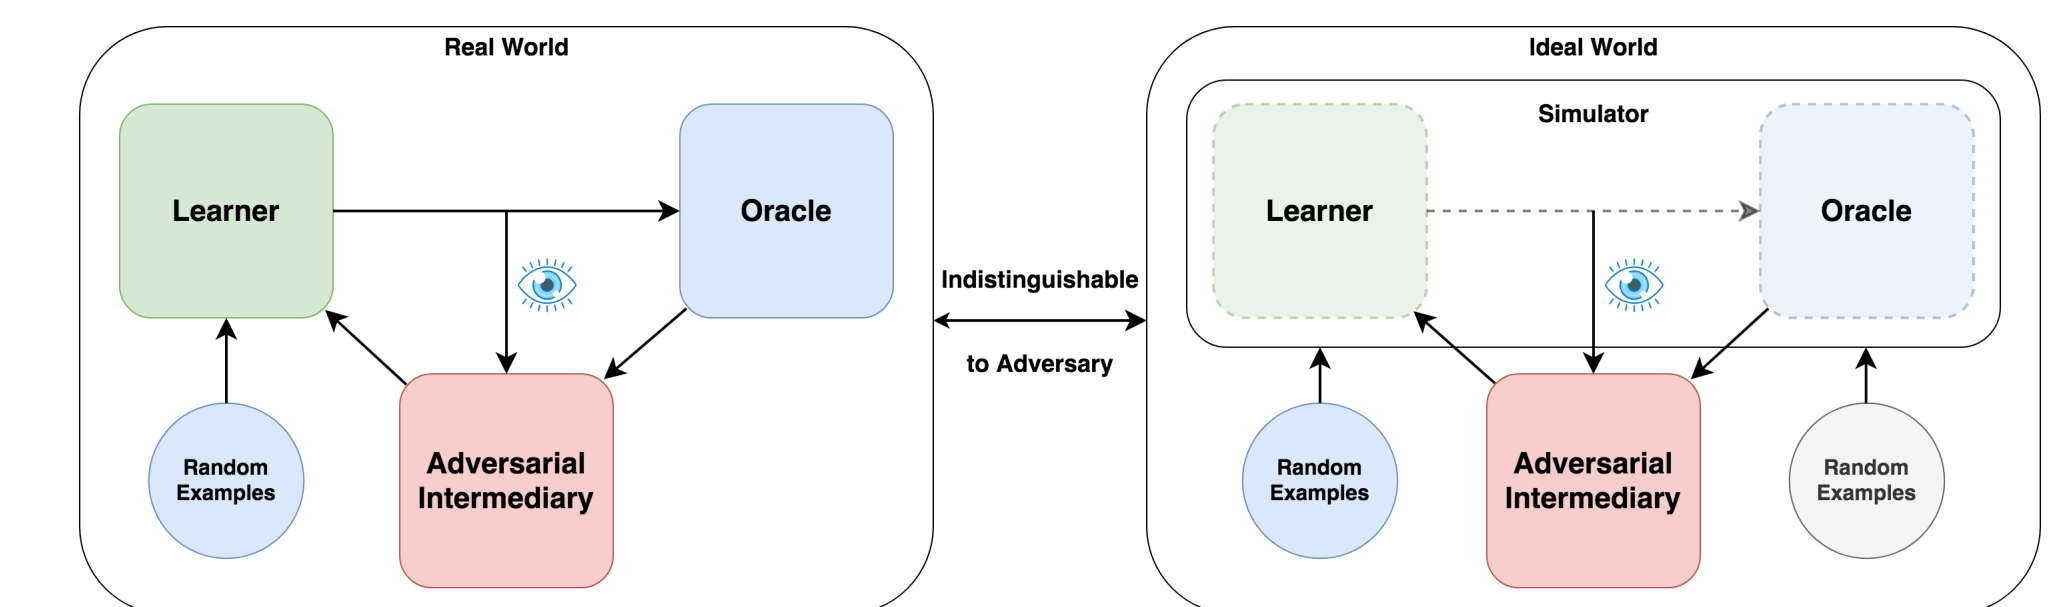 Real World
Learner
Oracle
Random
Examples
Adversarial
Intermediary
Indistinguishable
to Adversary
Ideal World
Simulator
Learner
Oracle
Random
Examples
Adversarial
Intermediary
Random
Examples